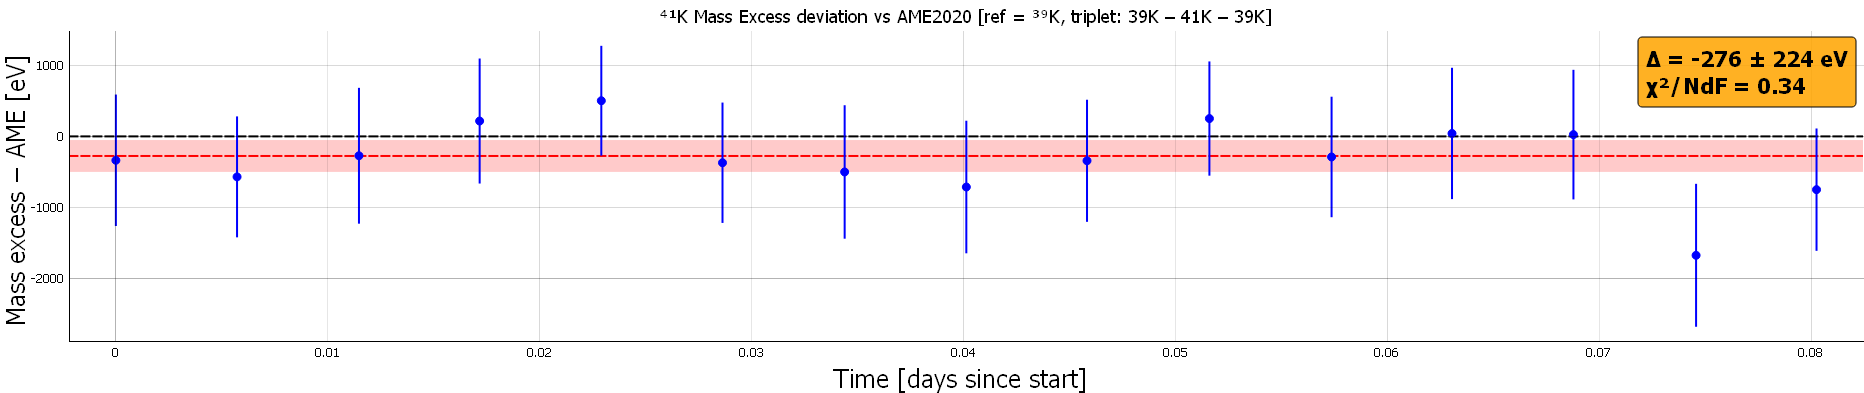 ⁴¹K Mass Excess deviation vs AME2020 [ref = ³⁹K, triplet: 39K − 41K − 39K]
Mass excess − AME [eV]
1000
0
-1000
-2000
Δ = -276 ± 224 eV
χ²/NdF = 0.34
0 0.01 0.02 0.03 0.04 0.05 0.06 0.07 0.08
Time [days since start]